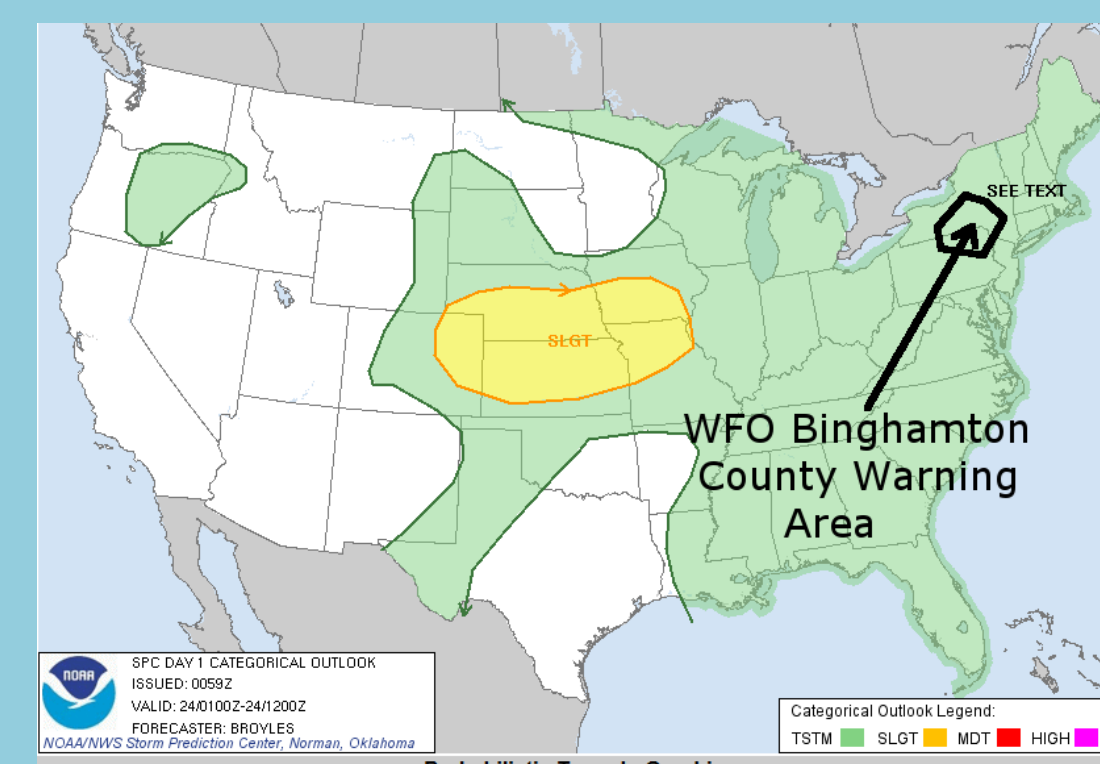 SEE TEXT
SLGT
WFO Binghamton
County Warning
Area
NOAA
SPC DAY 1 CATEGORICAL OUTLOOK
ISSUED: 0059Z
VALID: 24/0100Z-24/1200Z
FORECASTER: BROYLES
NOAA/NWS Storm Prediction Center, Norman, Oklahoma
Categorical Outlook Legend:
TSTM SLGT MDT HIGH